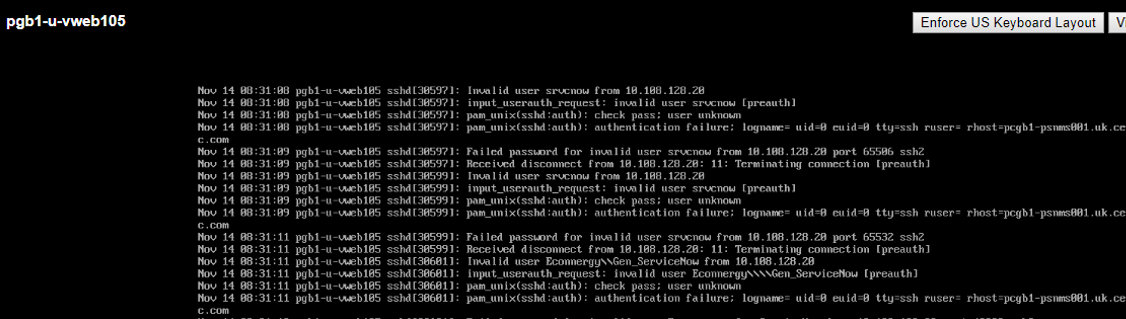 pgb1-u-vweb105
Enforce US Keyboard Layout
Vi
Nov 14 08:31:08 pgb1-u-vweb105 sshd[30597]: Invalid user srvcnow from 10.108.128.20
Nov 14 08:31:08 pgb1-u-vweb105 sshd[30597]: input_userauth_request: invalid user srvcnow [preauth]
Nov 14 08:31:08 pgb1-u-vweb105 sshd[30597]: pam_unix(sshd:auth): check pass; user unknown
Nov 14 08:31:08 pgb1-u-vweb105 sshd[30597]: pam_unix(sshd:auth): authentication failure; logname= uid=0 euid=0 tty=ssh ruser= rhost=pcgb1-psnms001.uk.ce
c.com
Nov 14 08:31:09 pgb1-u-vweb105 sshd[30597]: Failed password for invalid user srvcnow from 10.108.128.20 port 65506 ssh2
Nov 14 08:31:09 pgb1-u-vweb105 sshd[30597]: Received disconnect from 10.108.128.20: 11: Terminating connection [preauth]
Nov 14 08:31:09 pgb1-u-vweb105 sshd[30599]: Invalid user srvcnow from 10.108.128.20
Nov 14 08:31:09 pgb1-u-vweb105 sshd[30599]: input_userauth_request: invalid user srvcnow [preauth]
Nov 14 08:31:09 pgb1-u-vweb105 sshd[30599]: pam_unix(sshd:auth): check pass; user unknown
Nov 14 08:31:09 pgb1-u-vweb105 sshd[30599]: pam_unix(sshd:auth): authentication failure; logname= uid=0 euid=0 tty=ssh ruser= rhost=pcgb1-psnms001.uk.ce
c.com
Nov 14 08:31:11 pgb1-u-vweb105 sshd[30599]: Failed password for invalid user srvcnow from 10.108.128.20 port 65532 ssh2
Nov 14 08:31:11 pgb1-u-vweb105 sshd[30599]: Received disconnect from 10.108.128.20: 11: Terminating connection [preauth]
Nov 14 08:31:11 pgb1-u-vweb105 sshd[30601]: Invalid user Econmergy\\Gen_ServiceNow from 10.108.128.20
Nov 14 08:31:11 pgb1-u-vweb105 sshd[30601]: input_userauth_request: invalid user Econmergy\\\\Gen_ServiceNow [preauth]
Nov 14 08:31:11 pgb1-u-vweb105 sshd[30601]: pam_unix(sshd:auth): check pass; user unknown
Nov 14 08:31:11 pgb1-u-vweb105 sshd[30601]: pam_unix(sshd:auth): authentication failure; logname= uid=0 euid=0 tty=ssh ruser= rhost=pcgb1-psnms001.uk.ce
c.com